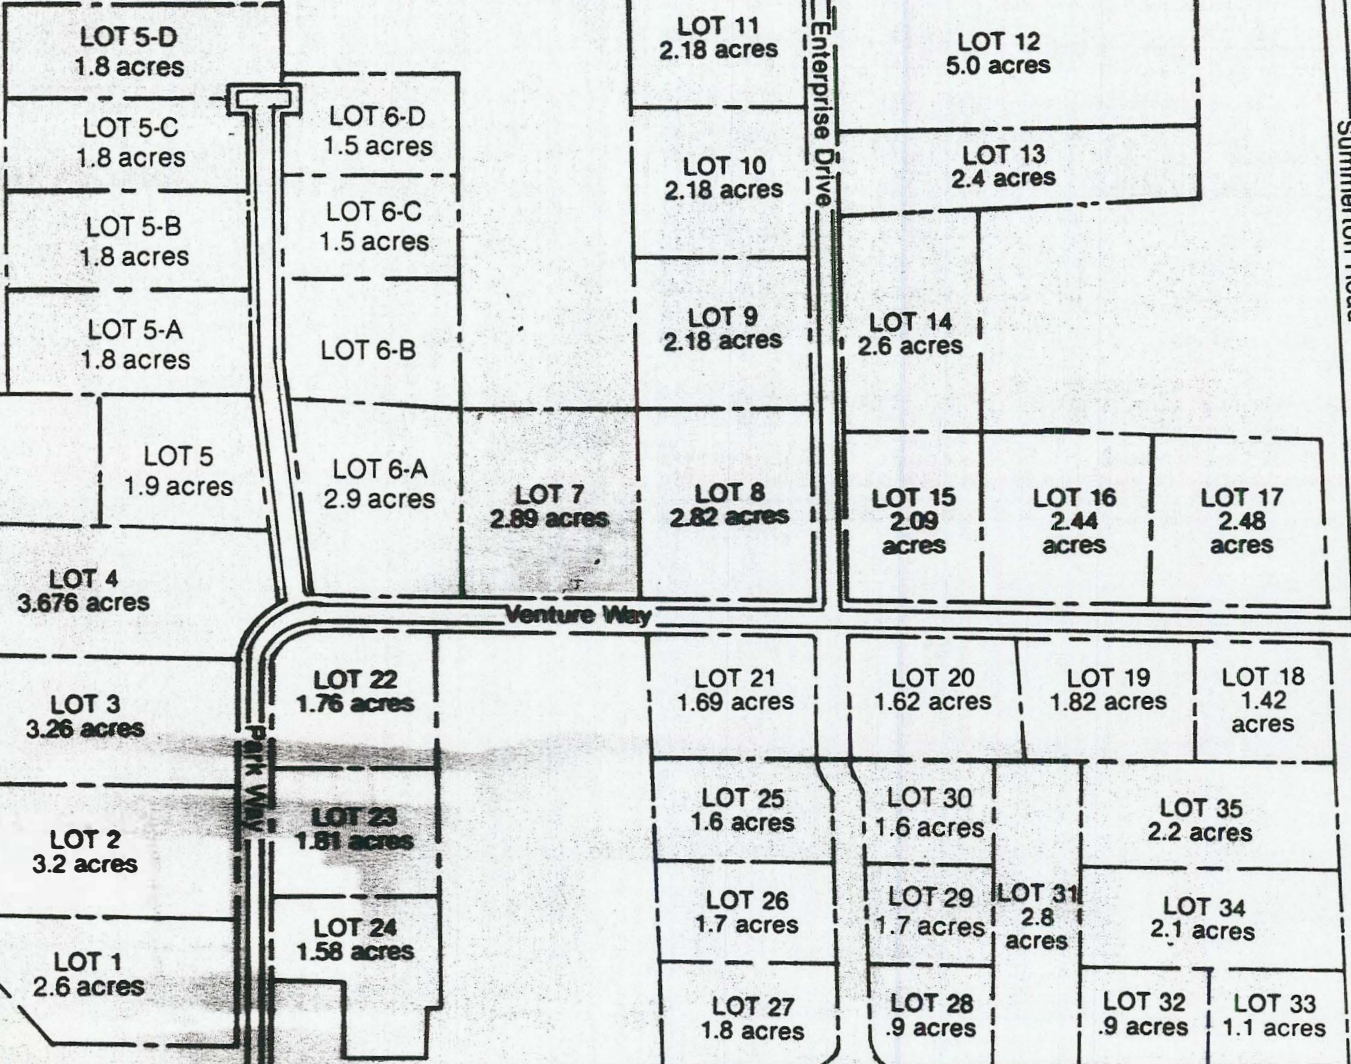 LOT 5-D
1.8 acres
LOT 5-C
1.8 acres
LOT 5-B
1.8 acres
LOT 5-A
1.8 acres
LOT 5
1.9 acres
LOT 4
3.676 acres
LOT 3
3.26 acres
LOT 2
3.2 acres
LOT 1
2.6 acres
LOT 6-D
1.5 acres
LOT 6-C
1.5 acres
LOT 6-B
LOT 6-A
2.9 acres
LOT 7
2.89 acres
LOT 11
2.18 acres
LOT 10
2.18 acres
LOT 9
2.18 acres
LOT 8
2.82 acres
Enterprise Drive
LOT 12
5.0 acres
LOT 13
2.4 acres
LOT 14
2.6 acres
LOT 15
2.09
acres
LOT 16
2.44
acres
LOT 17
2.48
acres
Summerton Road
Venture Way
Park Way
LOT 22
1.76 acres
LOT 23
1.81 acres
LOT 24
1.58 acres
LOT 21
1.69 acres
LOT 20
1.62 acres
LOT 19
1.82 acres
LOT 18
1.42
acres
LOT 25
1.6 acres
LOT 26
1.7 acres
LOT 27
1.8 acres
LOT 30
1.6 acres
LOT 29
1.7 acres
LOT 28
.9 acres
LOT 31
2.8
acres
LOT 35
2.2 acres
LOT 34
2.1 acres
LOT 32
.9 acres
LOT 33
1.1 acres